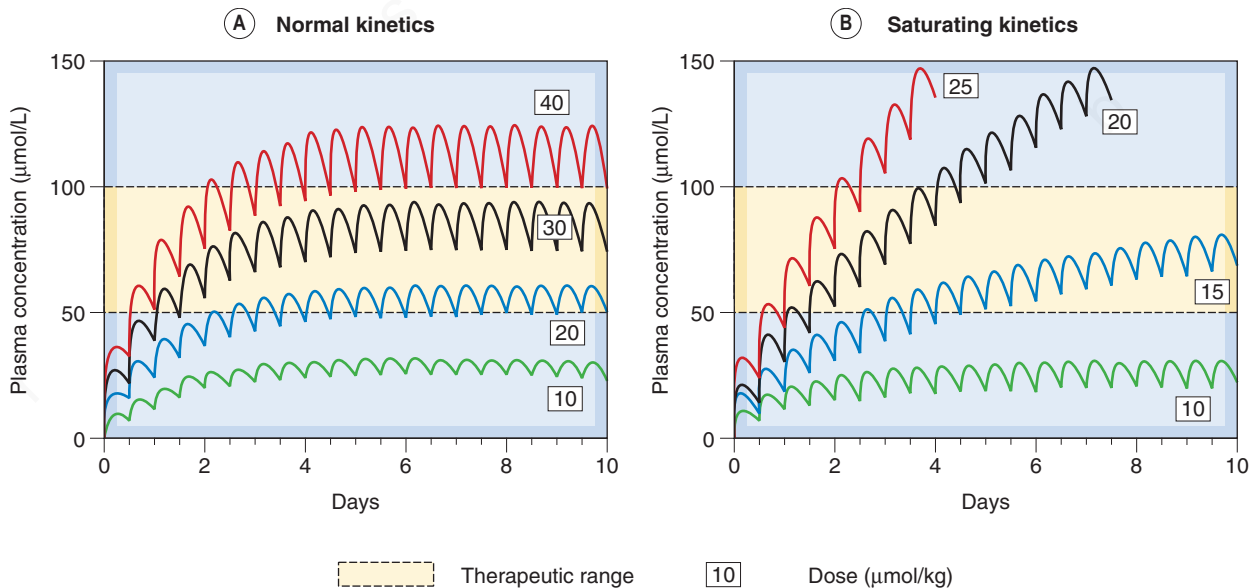 A Normal kinetics
150
100
50
0
Plasma concentration (μmol/L)
40
30
20
10
0 2 4 6 8 10
Days
B Saturating kinetics
150
100
50
0
Plasma concentration (μmol/L)
25
20
15
10
0 2 4 6 8 10
Days
Therapeutic range
10 Dose (μmol/kg)